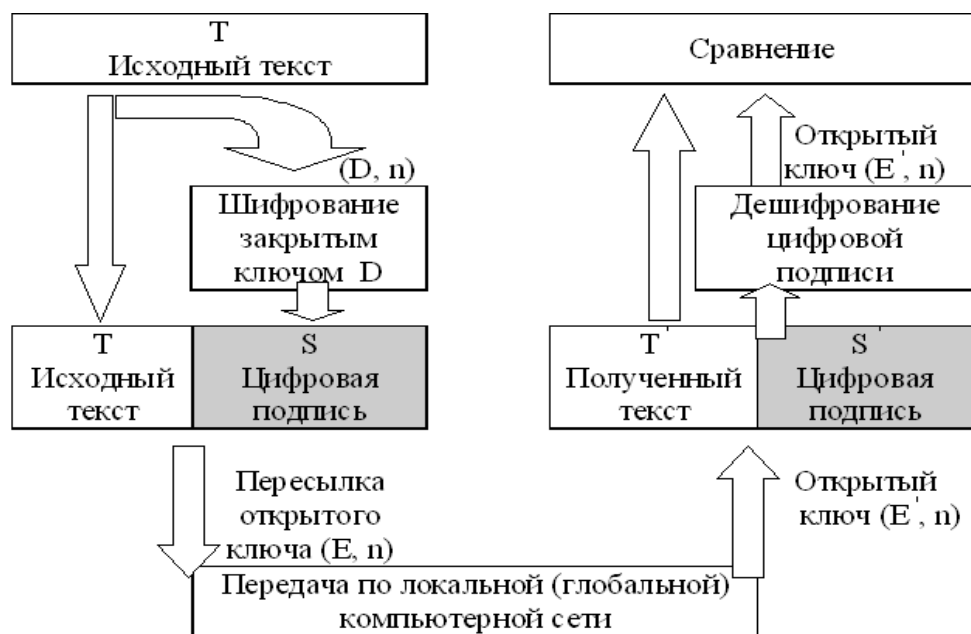 T
Исходный текст
(D, n)
Шифрование
закрытым
ключом D
T
Исходный
текст
S
Цифровая
подпись
Пересылка
открытого
ключа (E, n)
Передача по локальной (глобальной)
компьютерной сети
Открытый
ключ (E', n)
T'
Полученный
текст
S'
Цифровая
подпись
Дешифрование
цифровой
подписи
Открытый
ключ (E', n)
Сравнение